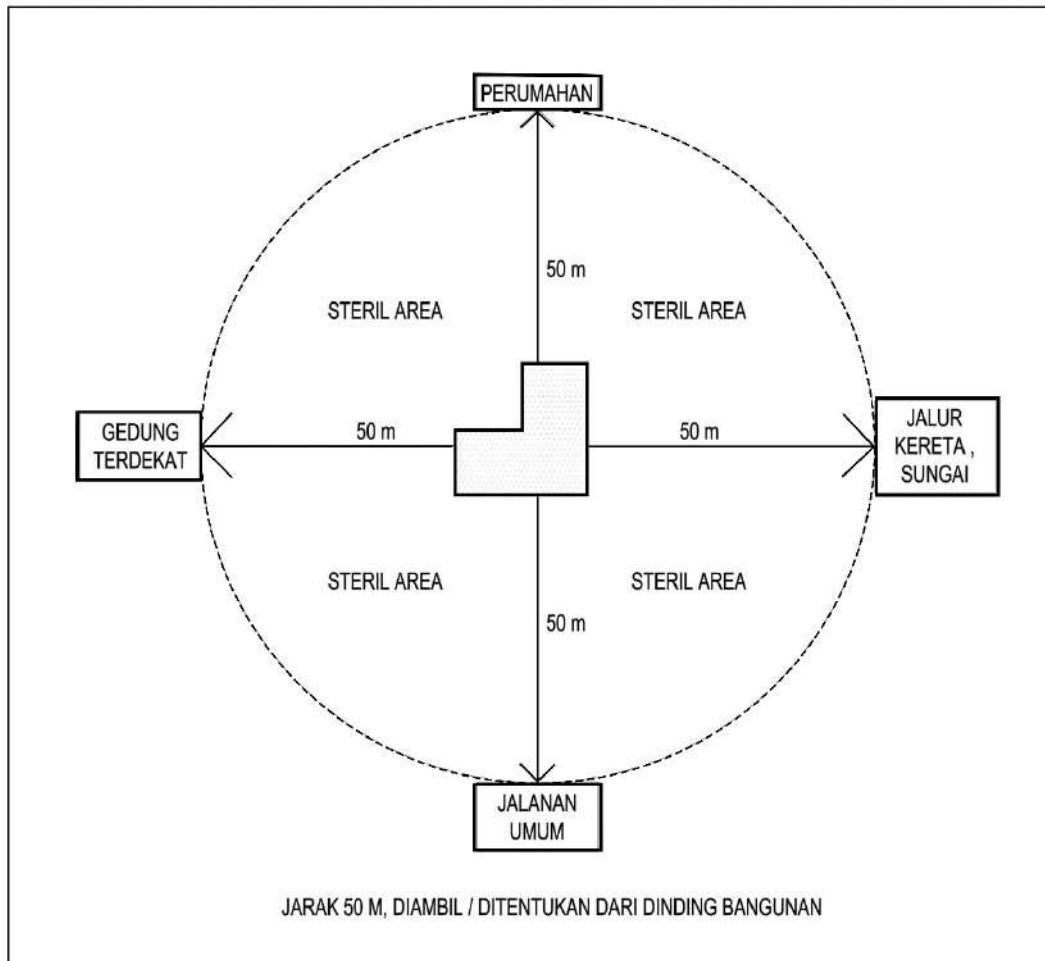 PERUMAHAN
50 m
STERIL AREA
STERIL AREA
GEDUNG
TERDEKAT
50 m
50 m
JALUR
KERETA ,
SUNGAI
STERIL AREA
STERIL AREA
50 m
JALANAN
UMUM
JARAK 50 M, DIAMBIL / DITENTUKAN DARI DINDING BANGUNAN